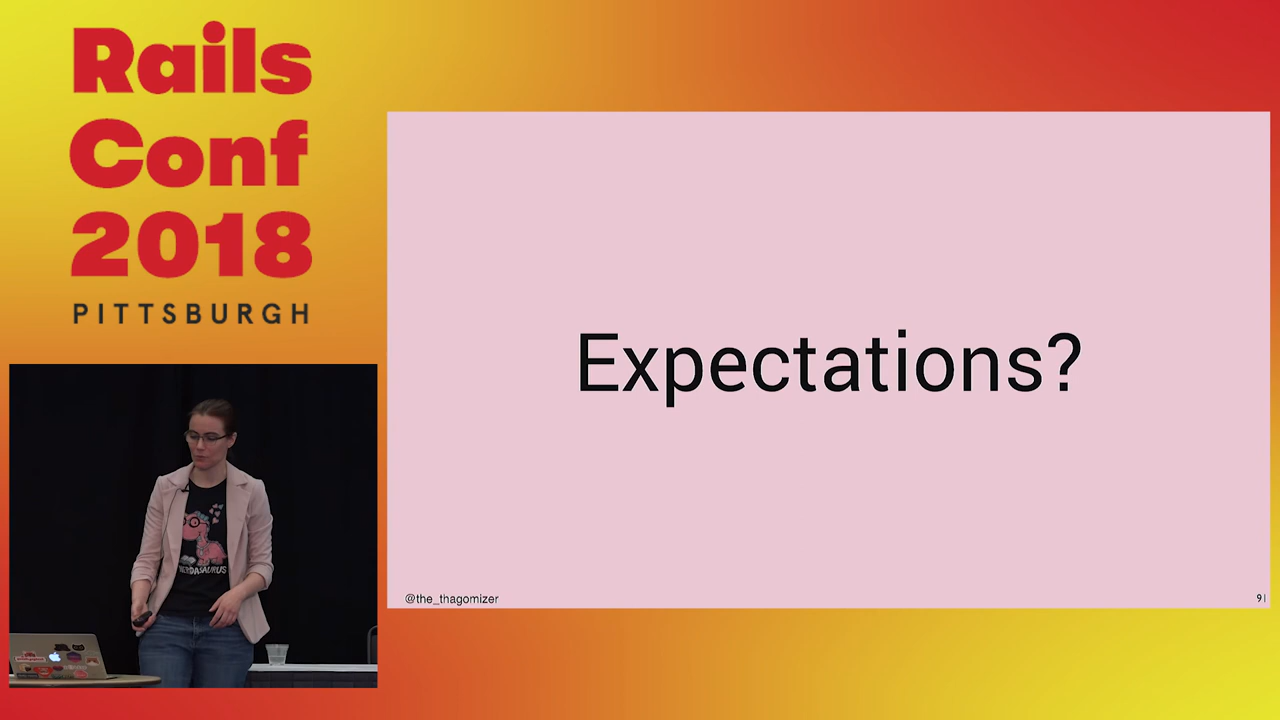 Rails
Conf
2018
PITTSBURGH
Expectations?
NERDASAURUS
@the_thagomizer
91